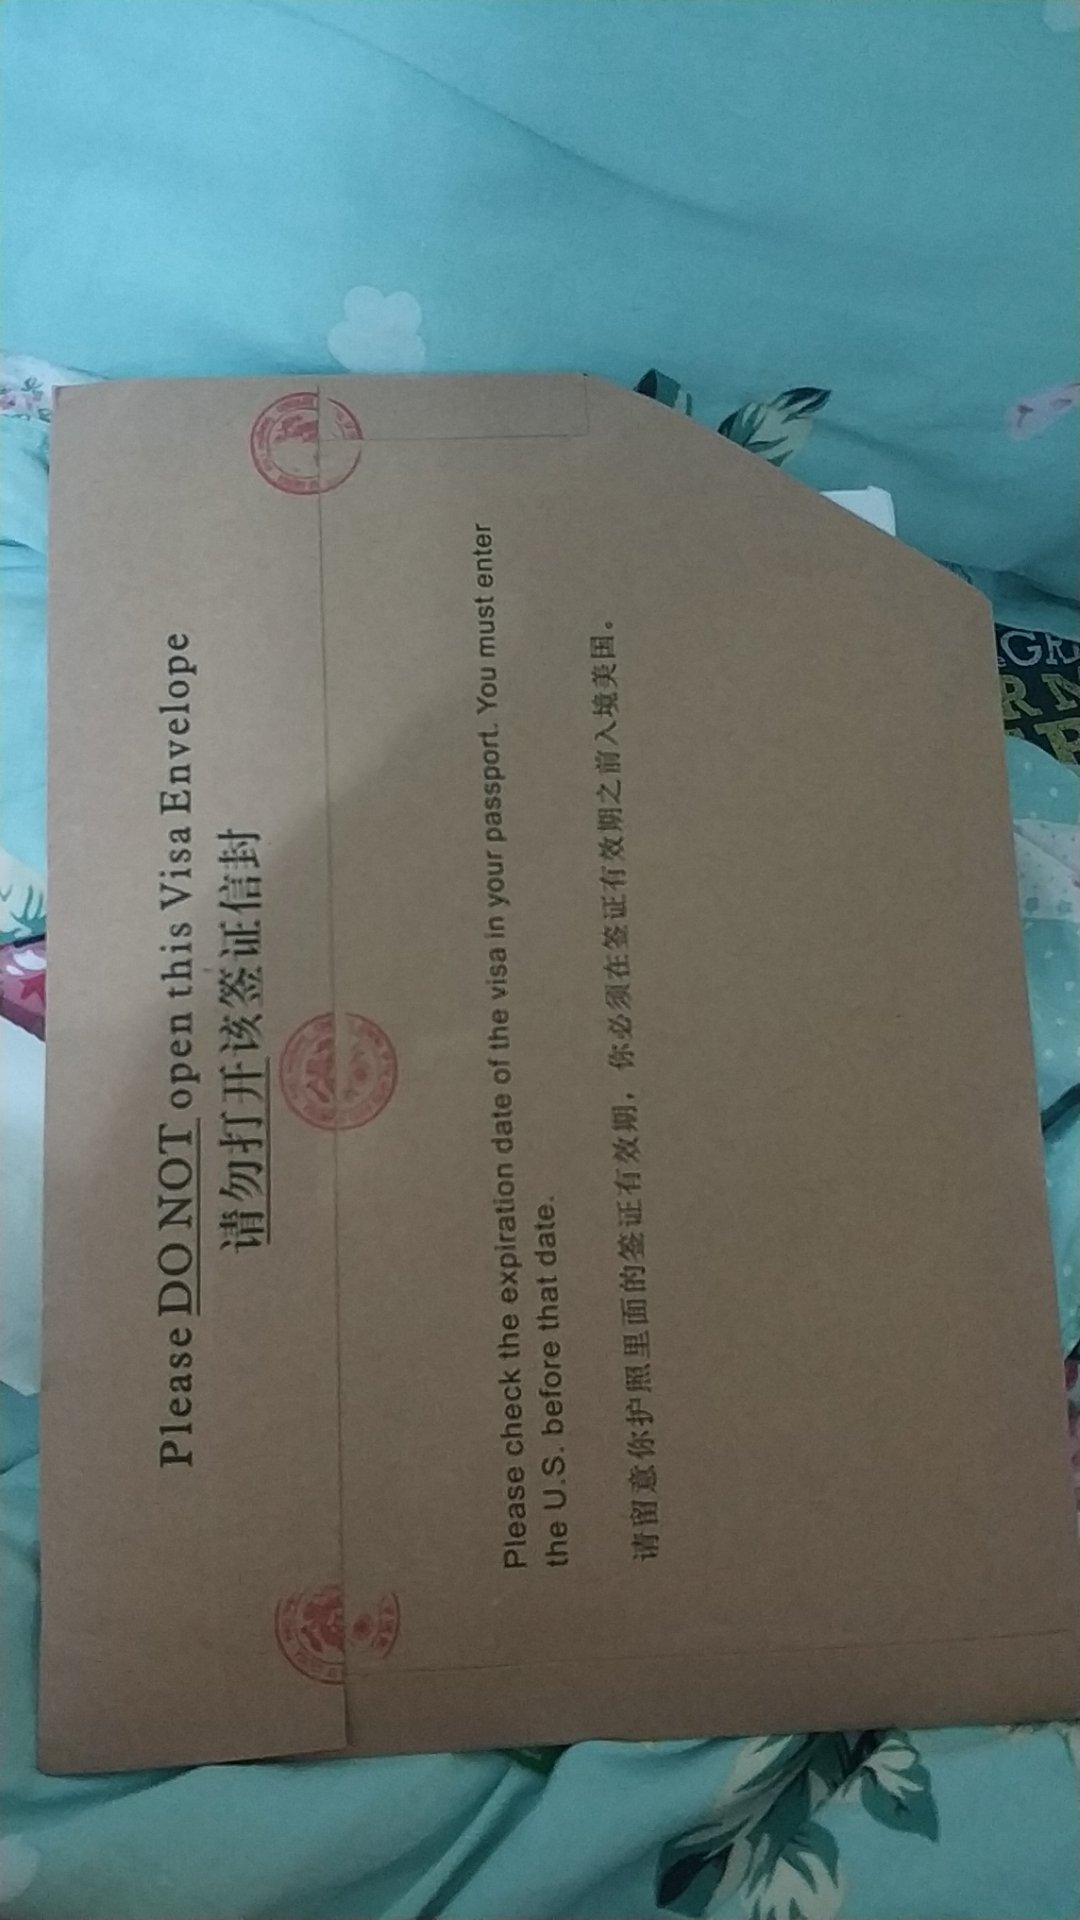 Please DO NOT open this Visa Envelope
请勿打开该签证信封
Please check the expiration date of the visa in your passport. You must enter
the U.S. before that date.
请留意你护照里面的签证有效期，你必须在签证有效期之前入境美国。
GR